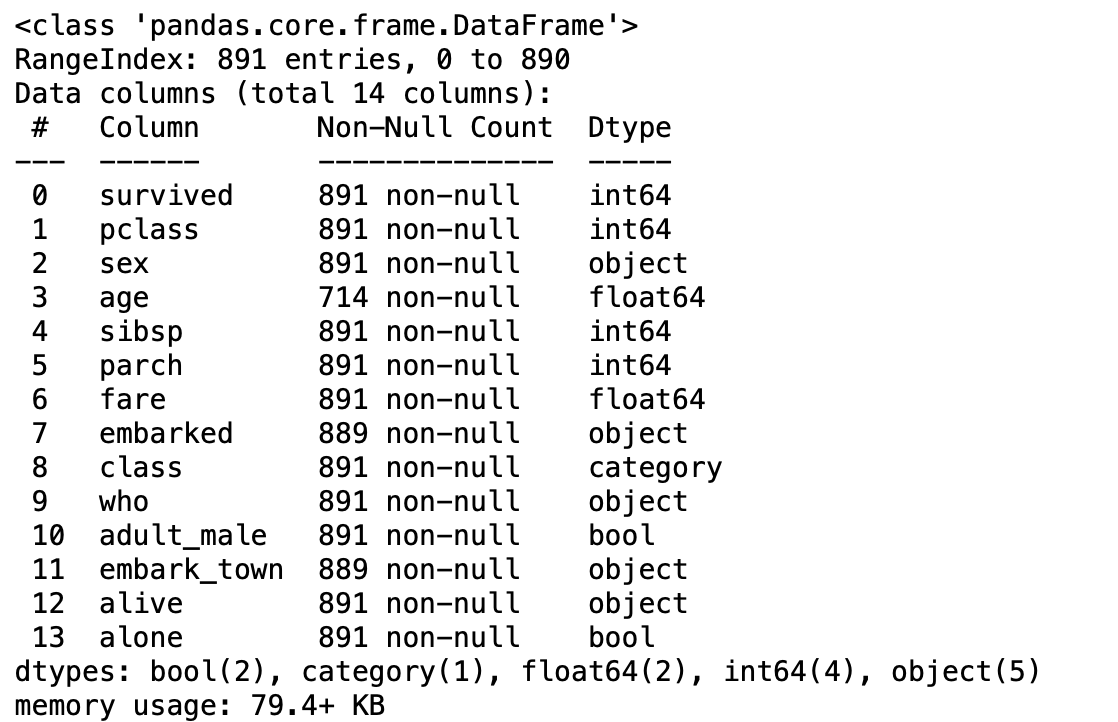 <class 'pandas.core.frame.DataFrame'>
RangeIndex: 891 entries, 0 to 890
Data columns (total 14 columns):
 #   Column       Non-Null Count  Dtype
---  ------       --------------  -----
 0   survived     891 non-null    int64
 1   pclass       891 non-null    int64
 2   sex          891 non-null    object
 3   age          714 non-null    float64
 4   sibsp        891 non-null    int64
 5   parch        891 non-null    int64
 6   fare         891 non-null    float64
 7   embarked     889 non-null    object
 8   class        891 non-null    category
 9   who          891 non-null    object
 10  adult_male   891 non-null    bool
 11  embark_town  889 non-null    object
 12  alive        891 non-null    object
 13  alone        891 non-null    bool
dtypes: bool(2), category(1), float64(2), int64(4), object(5)
memory usage: 79.4+ KB